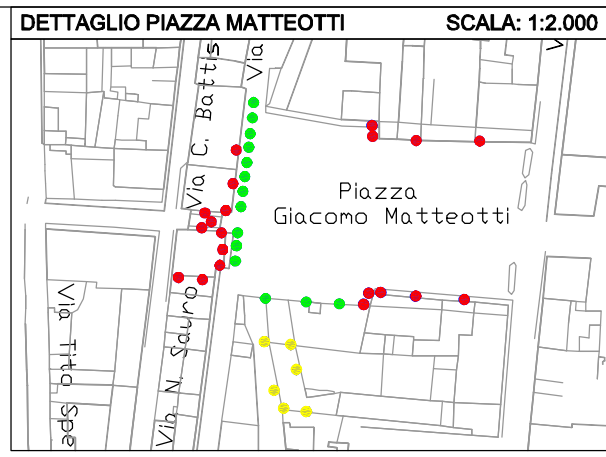 DETTAGLIO PIAZZA MATTEOTTI
SCALA: 1:2.000
Via C. Battis
Via
V
Piazza
Giacomo Matteotti
Via Tito Spe
Via N. Sauro